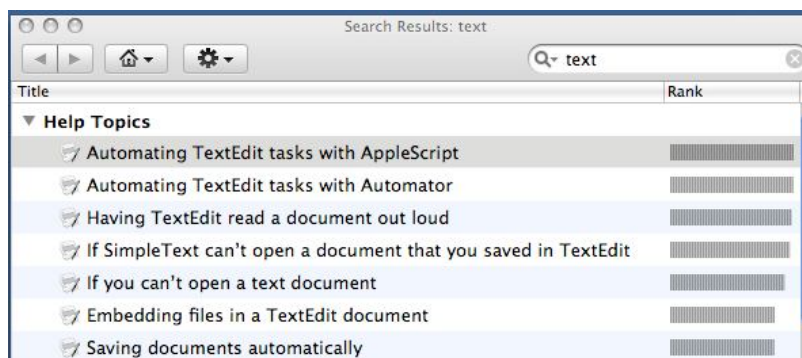 Search Results: text
text
Title Rank
Help Topics
Automating TextEdit tasks with AppleScript
Automating TextEdit tasks with Automator
Having TextEdit read a document out loud
If SimpleText can't open a document that you saved in TextEdit
If you can't open a text document
Embedding files in a TextEdit document
Saving documents automatically